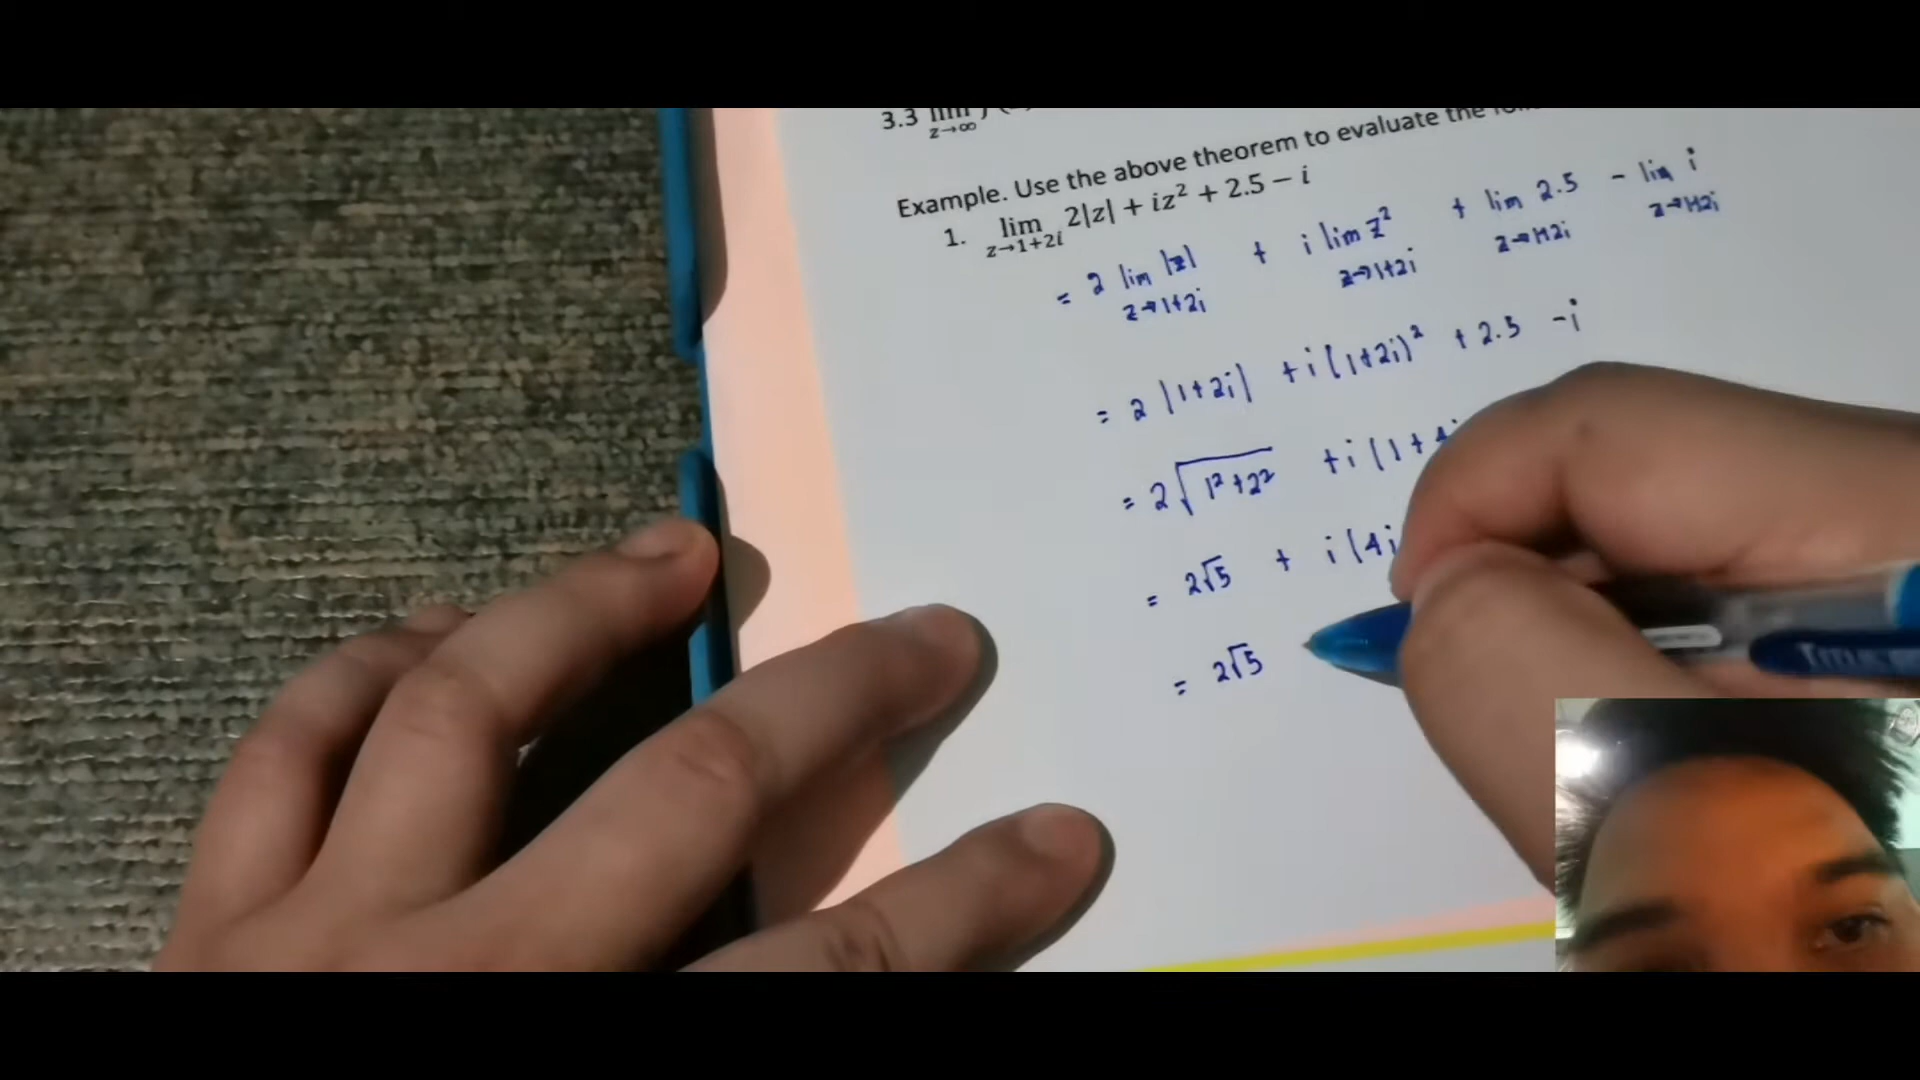 3.3 lim
z→∞
Example. Use the above theorem to evaluate the
1. lim 2|z| + iz² + 2.5 − i
z→1+2i
= 2 lim |z| + i lim z² + lim 2.5 - lim i
z→1+2i z→1+2i z→1+2i z→1+2i
= 2 |1+2i| + i(1+2i)² + 2.5 - i
= 2√1²+2² + i(1+4i
= 2√5 + i(4i
= 2√5